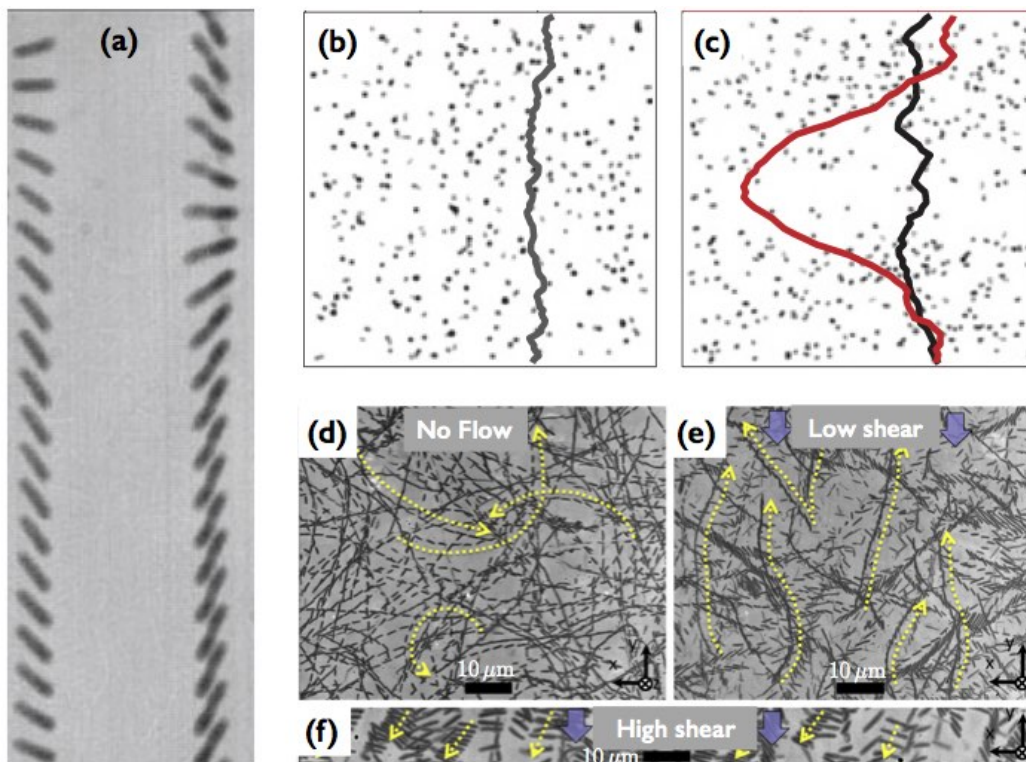 (a)
(b)
(c)
(d)
No Flow
(e)
Low shear
10 μm
y
x
10 μm
y
x
(f)
High shear
10 μm
y
x